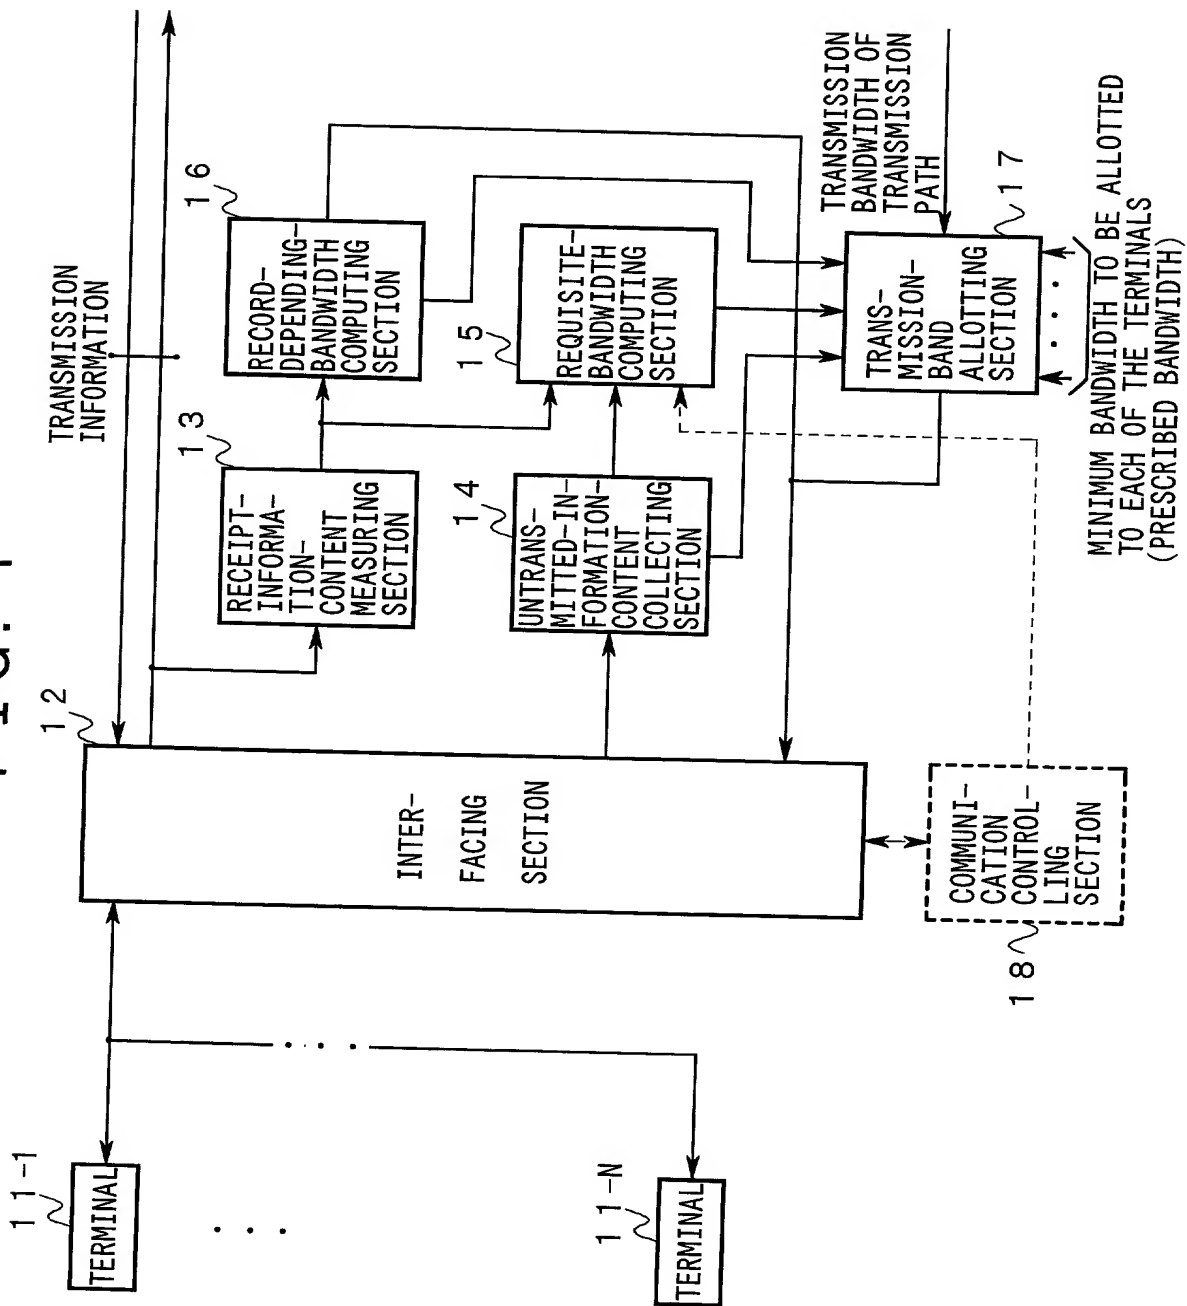 FIG. 1
TRANSMISSION
INFORMATION
16
RECORD-
DEPENDING-
BANDWIDTH
COMPUTING
SECTION
13
RECEIPT-
INFORMA-
TION-
CONTENT
MEASURING
SECTION
12
INTER-
FACING
SECTION
11-1
TERMINAL
. . .
15
REQUISITE-
BANDWIDTH
COMPUTING
SECTION
14
UNTRANS-
MITTED-IN-
FORMATION-
CONTENT
COLLECTING
SECTION
. . . .
11-N
TERMINAL
TRANSMISSION
BANDWIDTH OF
TRANSMISSION
PATH
17
TRANS-
MISSION-
BAND
ALLOTTING
SECTION
. . . .
MINIMUM BANDWIDTH TO BE ALLOTTED
TO EACH OF THE TERMINALS
(PRESCRIBED BANDWIDTH)
18
COMMUNI-
CATION
CONTROL-
LING
SECTION